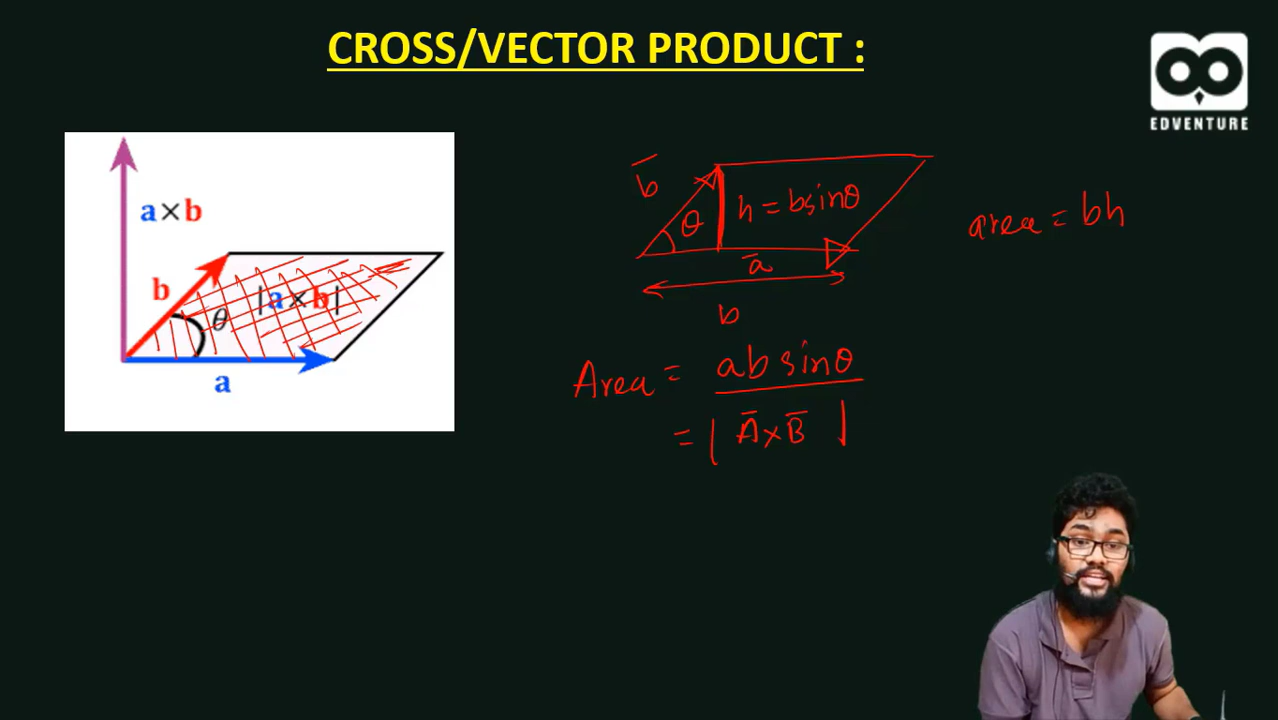 CROSS/VECTOR PRODUCT :
EDVENTURE
a×b
b
|a×b|
θ
a
b̅
θ
h = bsinθ
a̅
b
area = bh
Area = ab sinθ
= | A̅×B̅ |